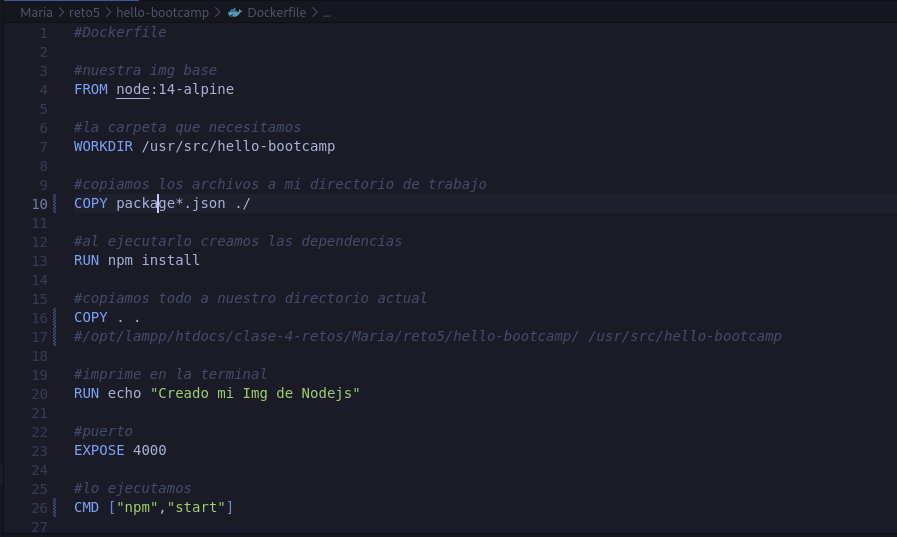 Maria > reto5 > hello-bootcamp > Dockerfile > ...
1 #Dockerfile
2
3 #nuestra img base
4 FROM node:14-alpine
5
6 #la carpeta que necesitamos
7 WORKDIR /usr/src/hello-bootcamp
8
9 #copiamos los archivos a mi directorio de trabajo
10 COPY package*.json ./
11
12 #al ejecutarlo creamos las dependencias
13 RUN npm install
14
15 #copiamos todo a nuestro directorio actual
16 COPY . .
17 #/opt/lampp/htdocs/clase-4-retos/Maria/reto5/hello-bootcamp/ /usr/src/hello-bootcamp
18
19 #imprime en la terminal
20 RUN echo "Creado mi Img de Nodejs"
21
22 #puerto
23 EXPOSE 4000
24
25 #lo ejecutamos
26 CMD ["npm","start"]
27